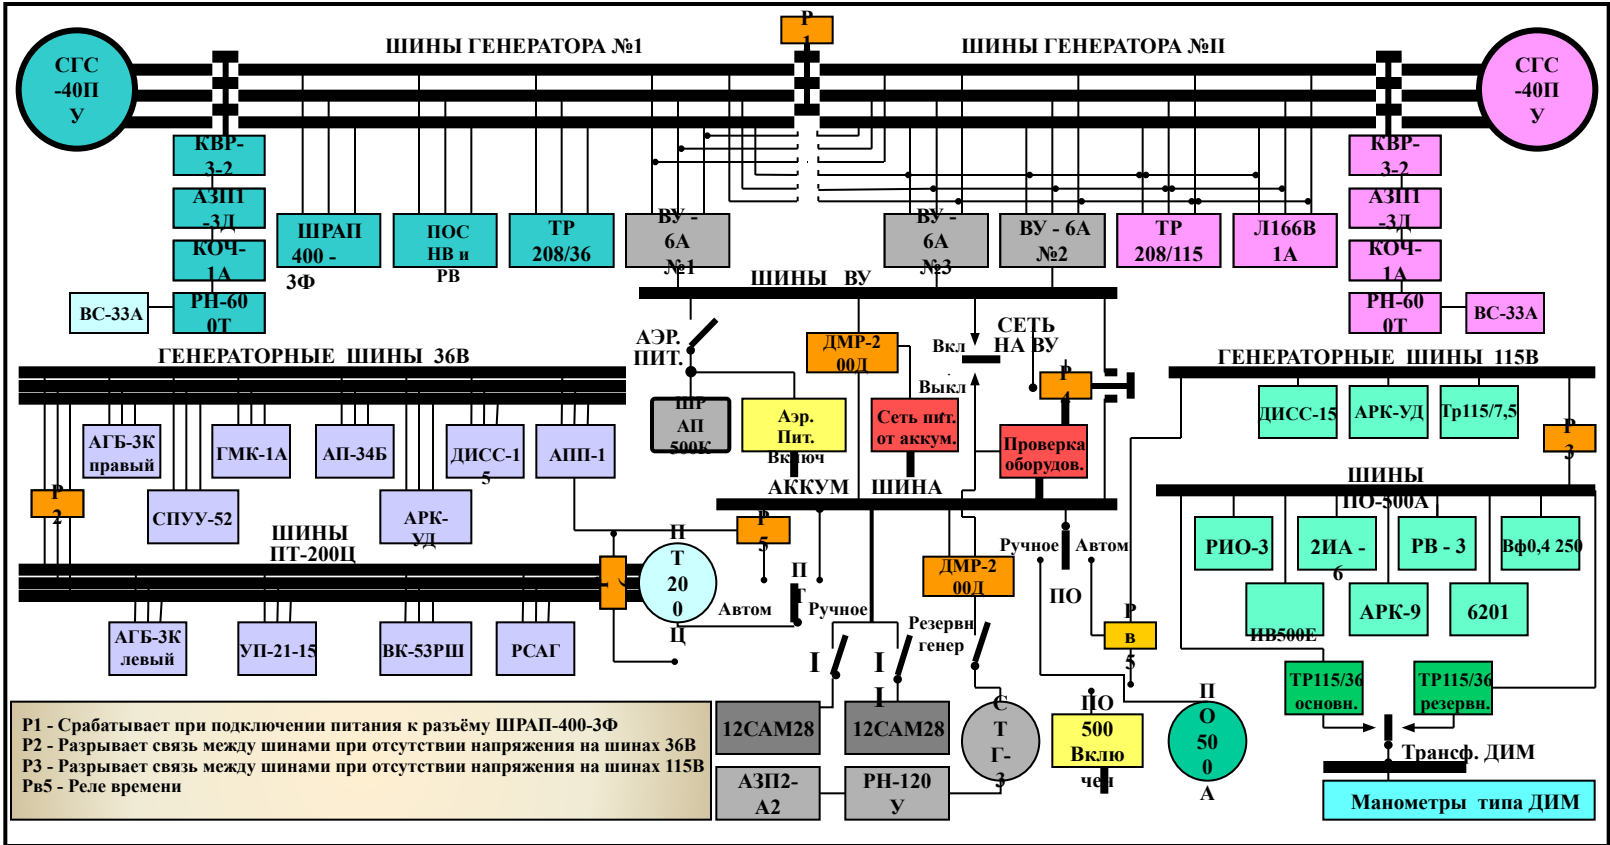 Р
1
ШИНЫ ГЕНЕРАТОРА №1
ШИНЫ ГЕНЕРАТОРА №II
СГС
-40П
У
СГС
-40П
У
КВР-
3-2
АЗП1
-3Д
КОЧ-
1А
РН-60
0Т
ВС-33А
ШРАП
400 -
3Ф
ПОС
НВ и
РВ
ТР
208/36
ВУ -
6А
№1
ВУ -
6А
№3
ВУ - 6А
№2
ТР
208/115
Л166В
1А
КВР-
3-2
АЗП1
-3Д
КОЧ-
1А
РН-60
0Т
ВС-33А
ШИНЫ ВУ
АЭР.
ПИТ.
ДМР-2
00Д
Вкл
Выкл
СЕТЬ
НА ВУ
Р
4
ШР
АП
500К
Аэр.
Пит.
Включ
Сеть пит.
от аккум.
Проверка
оборудов.
АККУМ ШИНА
ГЕНЕРАТОРНЫЕ ШИНЫ 36В
АГБ-3К
правый
ГМК-1А
АП-34Б
ДИСС-1
5
АПП-1
Р
2
СПУУ-52
АРК-
УД
ШИНЫ
ПТ-200Ц
АГБ-3К
левый
УП-21-15
ВК-53РШ
РСАГ
П
Т
20
0
Ц
Р
5
Автом
П
Т
Ручное
I
I
I
Резервн
генер
ДМР-2
00Д
Ручное
Автом
ПО
Р
в
5
ГЕНЕРАТОРНЫЕ ШИНЫ 115В
ДИСС-15
АРК-УД
Тр115/7,5
Р
3
ШИНЫ
ПО-500А
РИО-3
2ИА -
6
РВ - 3
Вф0,4 250
ИВ500Е
АРК-9
6201
ТР115/36
основн.
ТР115/36
резервн.
Трансф. ДИМ
Манометры типа ДИМ
12САМ28
12САМ28
АЗП2-
А2
РН-120
У
С
Т
Г-
3
ПО
500
Вклю
чен
П
О
50
0
А
Р1 - Срабатывает при подключении питания к разъёму ШРАП-400-3Ф
Р2 - Разрывает связь между шинами при отсутствии напряжения на шинах 36В
Р3 - Разрывает связь между шинами при отсутствии напряжения на шинах 115В
Рв5 - Реле времени